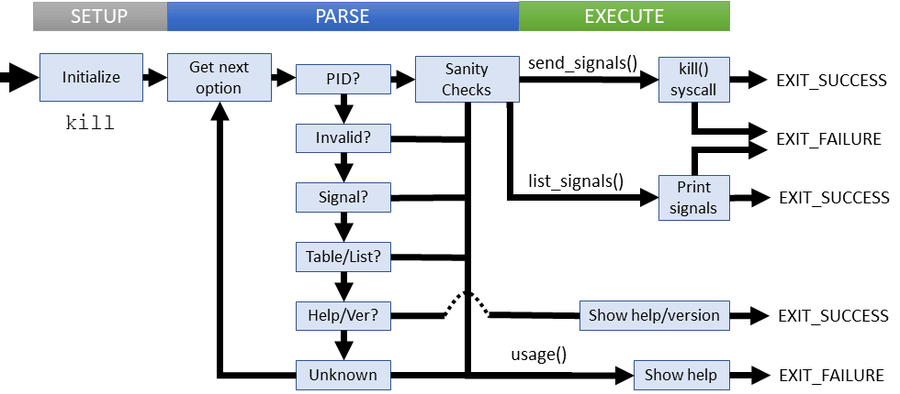 SETUP
PARSE
EXECUTE
Initialize
kill
Get next
option
PID?
Sanity
Checks
send_signals()
kill()
syscall
EXIT_SUCCESS
Invalid?
EXIT_FAILURE
Signal?
list_signals()
Print
signals
EXIT_SUCCESS
Table/List?
Help/Ver?
Show help/version
EXIT_SUCCESS
Unknown
usage()
Show help
EXIT_FAILURE